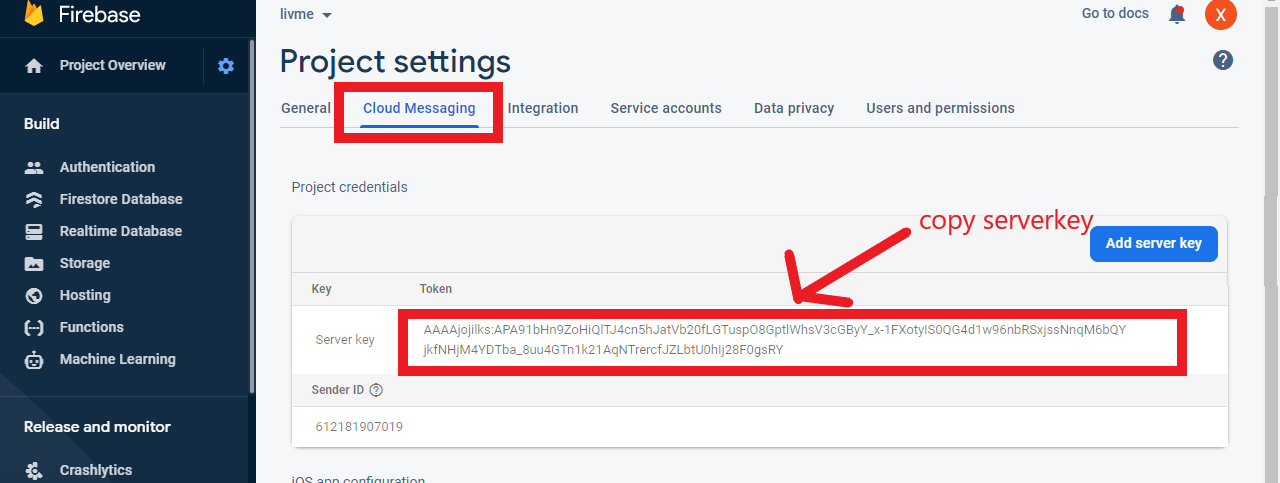 Firebase
livme
Go to docs
X
Project Overview
Project settings
General
Cloud Messaging
Integration
Service accounts
Data privacy
Users and permissions
Build
Authentication
Firestore Database
Realtime Database
Storage
Hosting
Functions
Machine Learning
Release and monitor
Crashlytics
Project credentials
copy serverkey
Add server key
Key
Token
Server key
AAAAjojilks:APA91bHn9ZoHiQlTJ4cn5hJatVb20fLGTuspO8GptlWhsV3cGByY_x-1FXotyIS0QG4d1w96nbRSxjssNnqM6bQY
jkfNHjM4YDTba_8uu4GTn1k21AqNTrercfJZLbtU0hIj28F0gsRY
Sender ID
612181907019
iOS app configuration